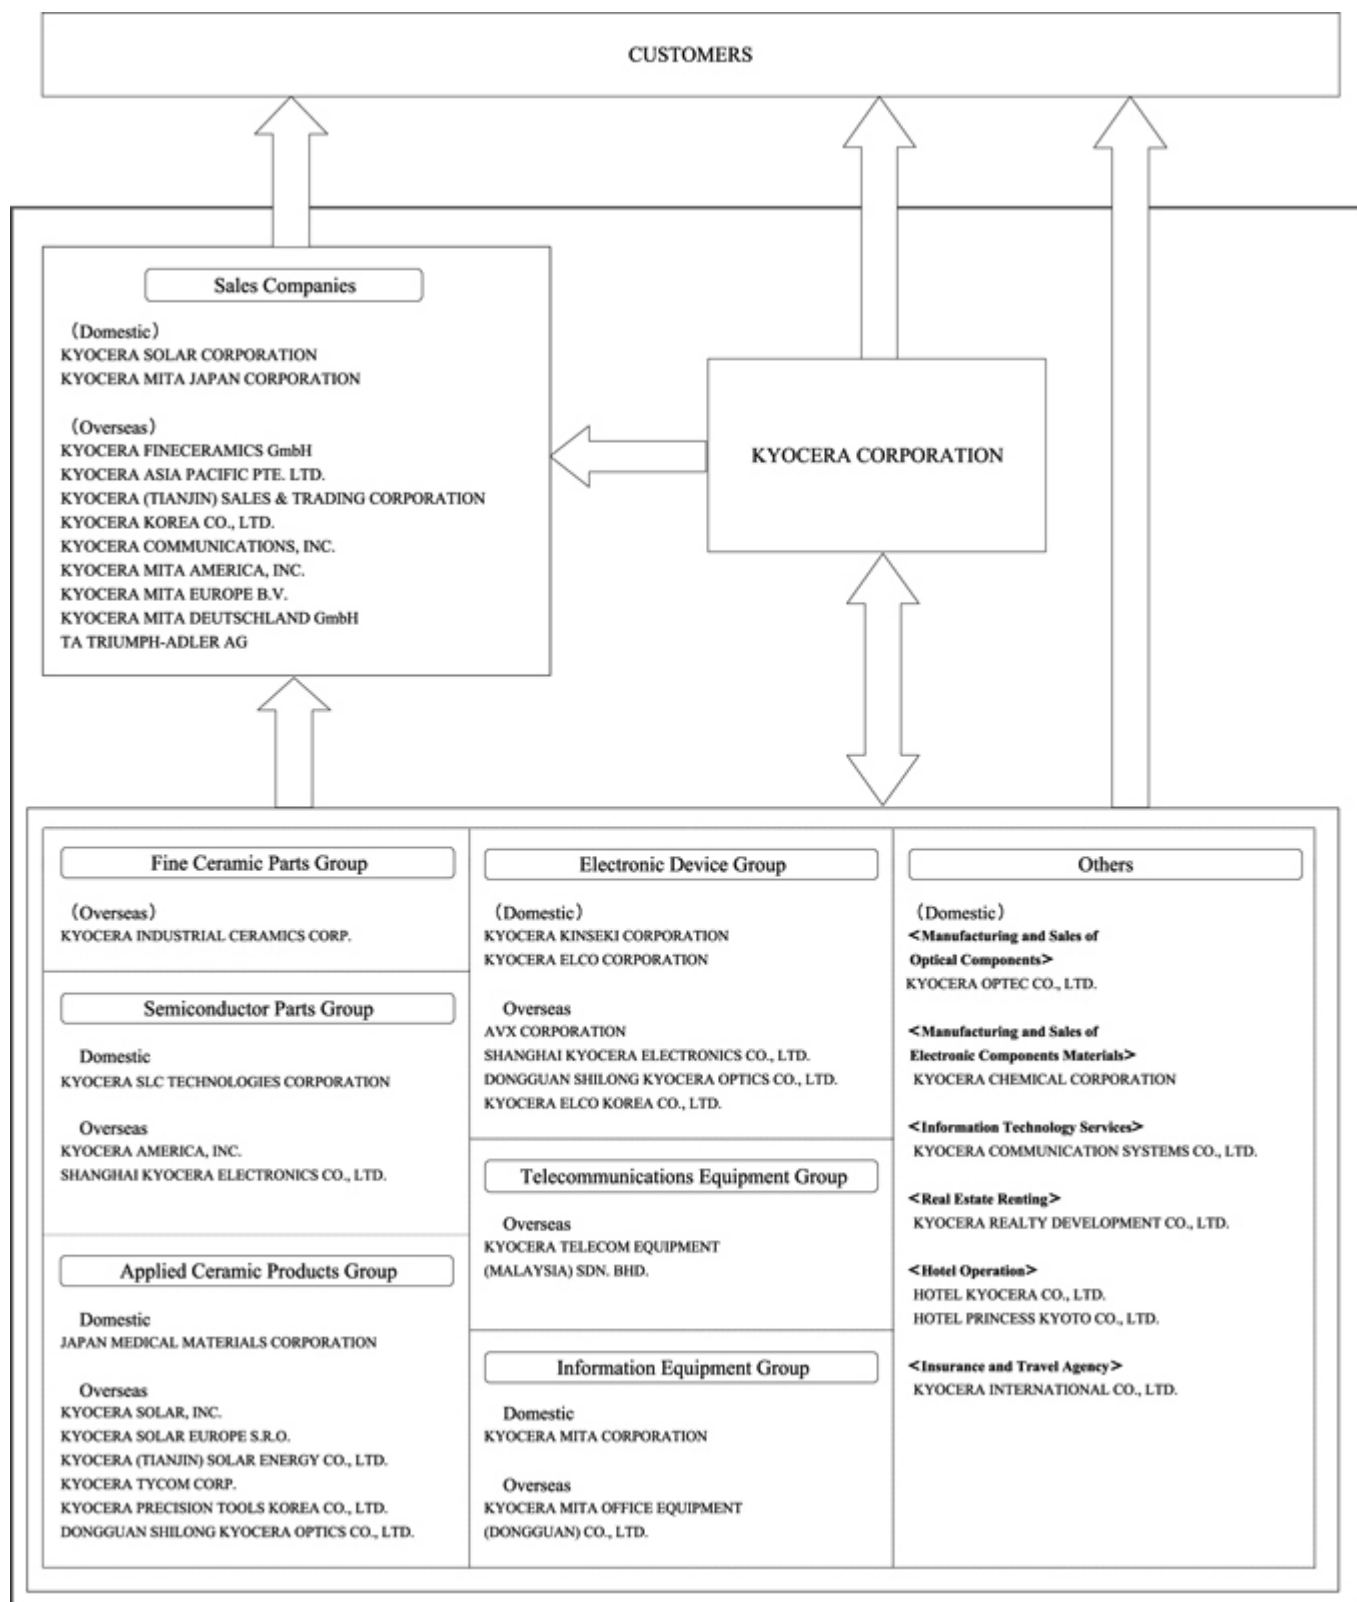 CUSTOMERS
Sales Companies
（Domestic）
KYOCERA SOLAR CORPORATION
KYOCERA MITA JAPAN CORPORATION
（Overseas）
KYOCERA FINECERAMICS GmbH
KYOCERA ASIA PACIFIC PTE. LTD.
KYOCERA (TIANJIN) SALES & TRADING CORPORATION
KYOCERA KOREA CO., LTD.
KYOCERA COMMUNICATIONS, INC.
KYOCERA MITA AMERICA, INC.
KYOCERA MITA EUROPE B.V.
KYOCERA MITA DEUTSCHLAND GmbH
TA TRIUMPH-ADLER AG
KYOCERA CORPORATION
Fine Ceramic Parts Group
（Overseas）
KYOCERA INDUSTRIAL CERAMICS CORP.
Semiconductor Parts Group
Domestic
KYOCERA SLC TECHNOLOGIES CORPORATION
Overseas
KYOCERA AMERICA, INC.
SHANGHAI KYOCERA ELECTRONICS CO., LTD.
Applied Ceramic Products Group
Domestic
JAPAN MEDICAL MATERIALS CORPORATION
Overseas
KYOCERA SOLAR, INC.
KYOCERA SOLAR EUROPE S.R.O.
KYOCERA (TIANJIN) SOLAR ENERGY CO., LTD.
KYOCERA TYCOM CORP.
KYOCERA PRECISION TOOLS KOREA CO., LTD.
DONGGUAN SHILONG KYOCERA OPTICS CO., LTD.
Electronic Device Group
（Domestic）
KYOCERA KINSEKI CORPORATION
KYOCERA ELCO CORPORATION
Overseas
AVX CORPORATION
SHANGHAI KYOCERA ELECTRONICS CO., LTD.
DONGGUAN SHILONG KYOCERA OPTICS CO., LTD.
KYOCERA ELCO KOREA CO., LTD.
Telecommunications Equipment Group
Overseas
KYOCERA TELECOM EQUIPMENT
(MALAYSIA) SDN. BHD.
Information Equipment Group
Domestic
KYOCERA MITA CORPORATION
Overseas
KYOCERA MITA OFFICE EQUIPMENT
(DONGGUAN) CO., LTD.
Others
（Domestic）
<Manufacturing and Sales of
Optical Components>
KYOCERA OPTEC CO., LTD.
<Manufacturing and Sales of
Electronic Components Materials>
KYOCERA CHEMICAL CORPORATION
<Information Technology Services>
KYOCERA COMMUNICATION SYSTEMS CO., LTD.
<Real Estate Renting>
KYOCERA REALTY DEVELOPMENT CO., LTD.
<Hotel Operation>
HOTEL KYOCERA CO., LTD.
HOTEL PRINCESS KYOTO CO., LTD.
<Insurance and Travel Agency>
KYOCERA INTERNATIONAL CO., LTD.